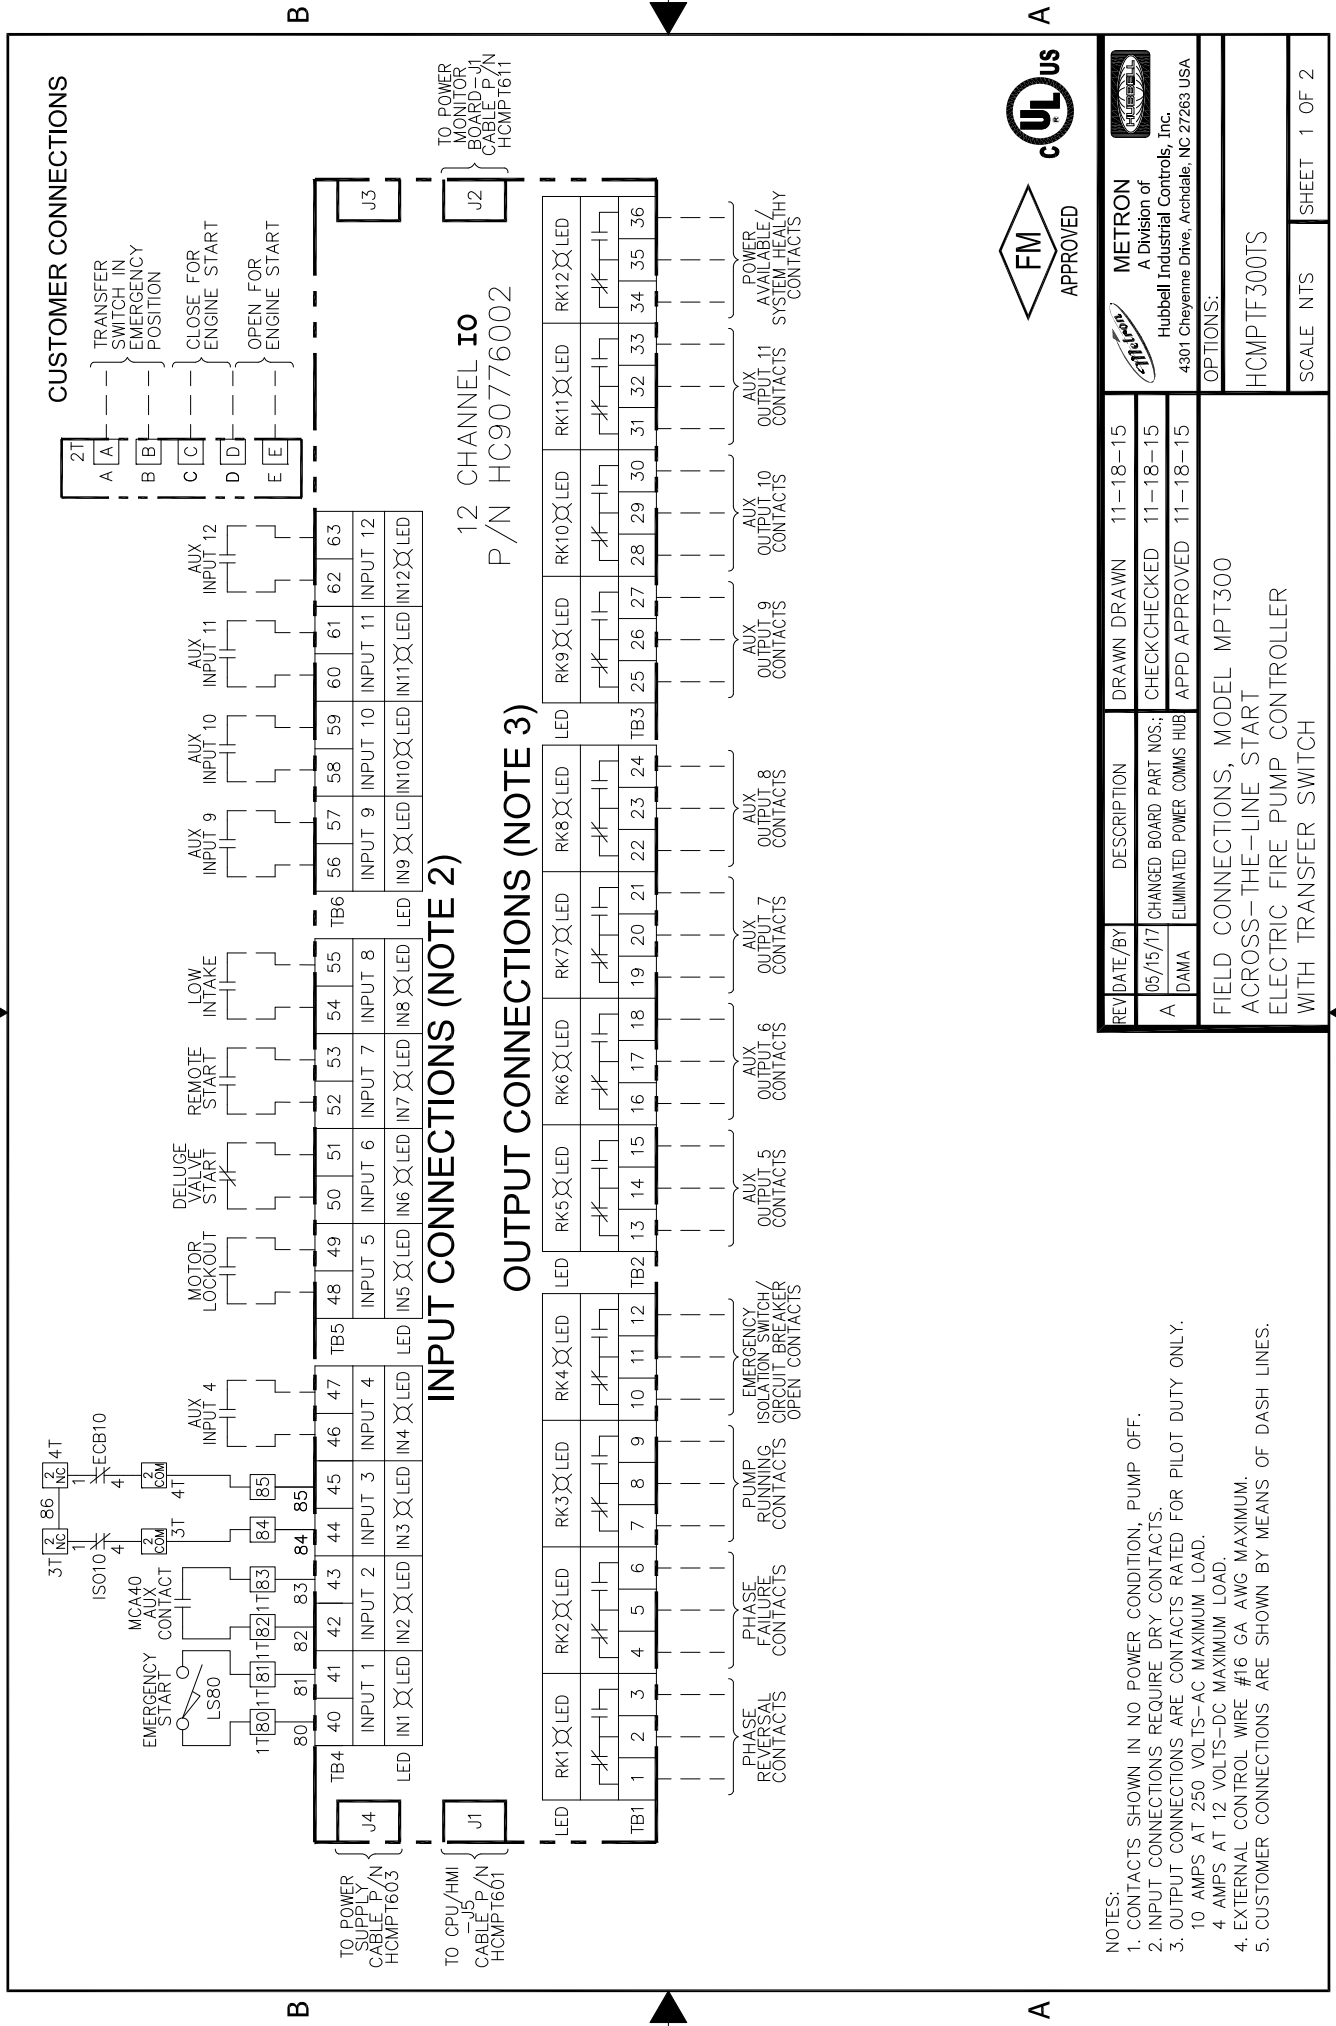 B
A
CUSTOMER CONNECTIONS
2T
A A
B B
C C
D D
E E
TRANSFER
SWITCH IN
EMERGENCY
POSITION
CLOSE FOR
ENGINE START
OPEN FOR
ENGINE START
3T 2 NC
86
2 NC 4T
1
ISO10
4
2 COM
3T
1
ECB10
4
2 COM
4T
EMERGENCY
START
LS80
MCA40
AUX
CONTACT
AUX
INPUT 4
MOTOR
LOCKOUT
DELUGE
VALVE
START
REMOTE
START
LOW
INTAKE
AUX
INPUT 9
AUX
INPUT 10
AUX
INPUT 11
AUX
INPUT 12
1T 80 1T 81 1T 82 1T 83 84 85
80 81 82 83 84 85
TB4 40 41 42 43 44 45 46 47
INPUT 1 INPUT 2 INPUT 3 INPUT 4
LED IN1 LED IN2 LED IN3 LED IN4 LED
TB5 48 49 50 51 52 53 54 55
INPUT 5 INPUT 6 INPUT 7 INPUT 8
LED IN5 LED IN6 LED IN7 LED IN8 LED
TB6 56 57 58 59 60 61 62 63
INPUT 9 INPUT 10 INPUT 11 INPUT 12
LED IN9 LED IN10 LED IN11 LED IN12 LED
J4
TO POWER
SUPPLY
CABLE P/N
HCMPT603
J1
TO CPU/HMI
-J5
CABLE P/N
HCMPT601
J3
J2
TO POWER
MONITOR
BOARD-J1
CABLE P/N
HCMPT611
INPUT CONNECTIONS (NOTE 2)
12 CHANNEL IO
P/N HC90776002
OUTPUT CONNECTIONS (NOTE 3)
LED RK1 LED RK2 LED RK3 LED RK4 LED
TB1 1 2 3 4 5 6 7 8 9 10 11 12
LED RK5 LED RK6 LED RK7 LED RK8 LED
TB2 13 14 15 16 17 18 19 20 21 22 23 24
LED RK9 LED RK10 LED RK11 LED RK12 LED
TB3 25 26 27 28 29 30 31 32 33 34 35 36
PHASE
REVERSAL
CONTACTS
PHASE
FAILURE
CONTACTS
PUMP
RUNNING
CONTACTS
EMERGENCY
ISOLATION SWITCH/
CIRCUIT BREAKER
OPEN CONTACTS
AUX
OUTPUT 5
CONTACTS
AUX
OUTPUT 6
CONTACTS
AUX
OUTPUT 7
CONTACTS
AUX
OUTPUT 8
CONTACTS
AUX
OUTPUT 9
CONTACTS
AUX
OUTPUT 10
CONTACTS
AUX
OUTPUT 11
CONTACTS
POWER
AVAILABLE/
SYSTEM HEALTHY
CONTACTS
NOTES:
1. CONTACTS SHOWN IN NO POWER CONDITION, PUMP OFF.
2. INPUT CONNECTIONS REQUIRE DRY CONTACTS.
3. OUTPUT CONNECTIONS ARE CONTACTS RATED FOR PILOT DUTY ONLY.
10 AMPS AT 250 VOLTS-AC MAXIMUM LOAD.
4 AMPS AT 12 VOLTS-DC MAXIMUM LOAD.
4. EXTERNAL CONTROL WIRE #16 GA AWG MAXIMUM.
5. CUSTOMER CONNECTIONS ARE SHOWN BY MEANS OF DASH LINES.
FM
APPROVED
C UL ® US
REV DATE/BY DESCRIPTION
A 05/15/17 CHANGED BOARD PART NOS.;
DAMA ELIMINATED POWER COMMS HUB
DRAWN DRAWN 11-18-15
CHECKCHECKED 11-18-15
APPD APPROVED 11-18-15
Metron
METRON
A Division of
HUBBELL
Hubbell Industrial Controls, Inc.
4301 Cheyenne Drive, Archdale, NC 27263 USA
FIELD CONNECTIONS, MODEL MPT300
ACROSS-THE-LINE START
ELECTRIC FIRE PUMP CONTROLLER
WITH TRANSFER SWITCH
OPTIONS:
HCMPTF300TS
SCALE NTS
SHEET 1 OF 2
B
A